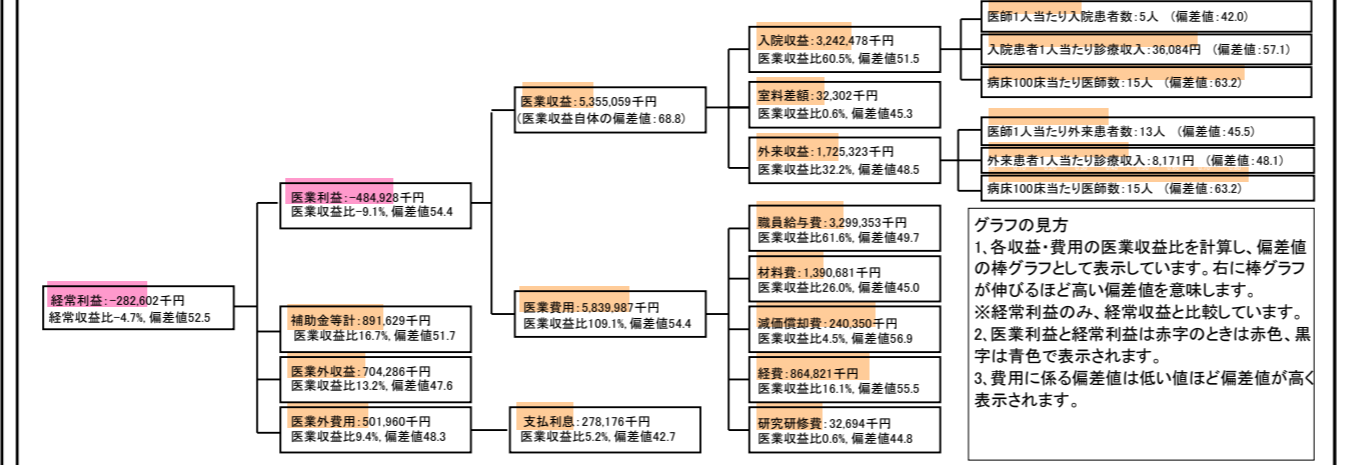 経常利益:-282,602千円
経常収支比-4.7%, 偏差値52.5
医業利益:-484,928千円
医業収益比-9.1%, 偏差値54.4
補助金等計:891,629千円
医業収益比16.7%, 偏差値51.7
医業外収益:704,286千円
医業収益比13.2%, 偏差値47.6
医業外費用:501,960千円
医業収益比9.4%, 偏差値48.3
医業収益:5,355,059千円
(医業収益自体の偏差値:68.8)
医業費用:5,839,987千円
医業収益比109.1%, 偏差値54.4
支払利息:278,176千円
医業収益比5.2%, 偏差値42.7
入院収益:3,242,478千円
医業収益比60.5%, 偏差値51.5
室料差額:32,302千円
医業収益比0.6%, 偏差値45.3
外来収益:1,725,323千円
医業収益比32.2%, 偏差値48.5
職員給与費:3,299,353千円
医業収益比61.6%, 偏差値49.7
材料費:1,390,681千円
医業収益比26.0%, 偏差値45.0
減価償却費:240,350千円
医業収益比4.5%, 偏差値56.9
経費:864,821千円
医業収益比16.1%, 偏差値55.5
研究研修費:32,694千円
医業収益比0.6%, 偏差値44.8
医師1人当たり入院患者数:5人 (偏差値:42.0)
入院患者1人当たり診療収入:36,084円 (偏差値:57.1)
病床100床当たり医師数:15人 (偏差値:63.2)
医師1人当たり外来患者数:13人 (偏差値:45.5)
外来患者1人当たり診療収入:8,171円 (偏差値:48.1)
病床100床当たり医師数:15人 (偏差値:63.2)
グラフの見方
1、各収益・費用の医業収益比を計算し、偏差値
の棒グラフとして表示しています。右に棒グラフ
が伸びるほど高い偏差値を意味します。
※経常利益のみ、経常収益と比較しています。
2、医業利益と経常利益は赤字のときは赤色、黒
字は青色で表示されます。
3、費用に係る偏差値は低い値ほど偏差値が高く
表示されます。